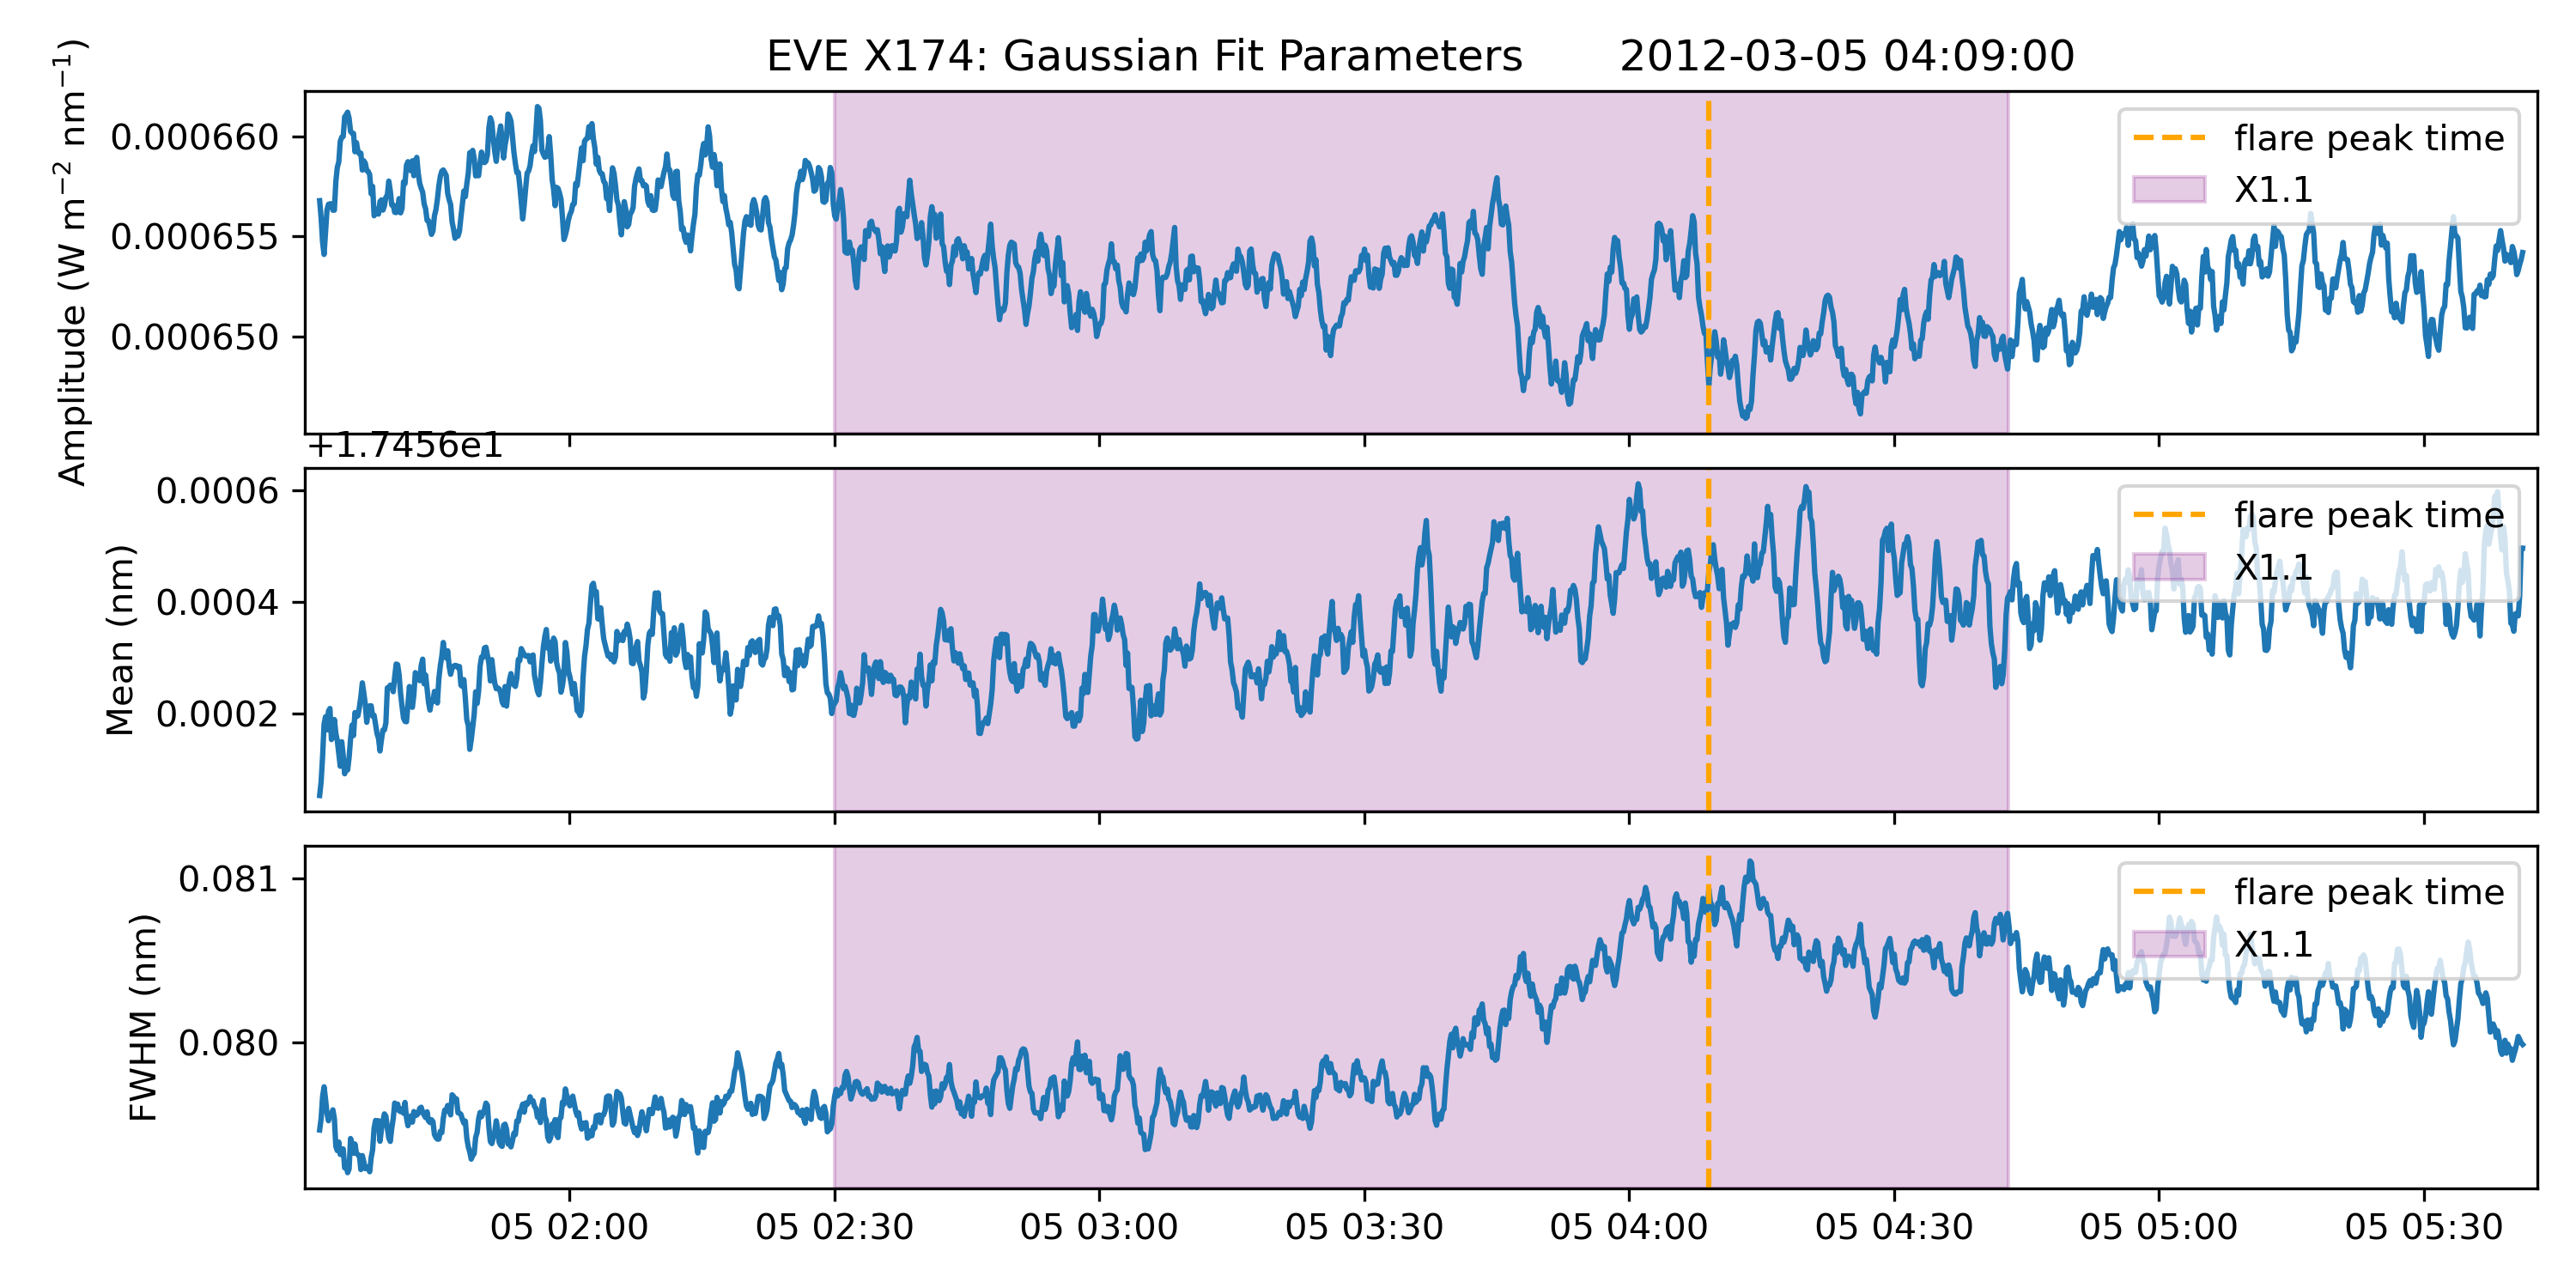 EVE X174: Gaussian Fit Parameters 2012-03-05 04:09:00
Amplitude (W m⁻² nm⁻¹)
0.000660
0.000655
0.000650
flare peak time
X1.1
+1.7456e1
Mean (nm)
0.0006
0.0004
0.0002
flare peak time
X1.1
FWHM (nm)
0.081
0.080
flare peak time
X1.1
05 02:00 05 02:30 05 03:00 05 03:30 05 04:00 05 04:30 05 05:00 05 05:30